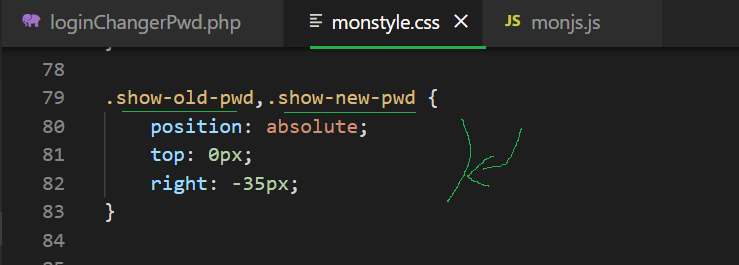 loginChangerPwd.php monstyle.css JS monjs.js
78
79 .show-old-pwd,.show-new-pwd {
80 position: absolute;
81 top: 0px;
82 right: -35px;
83 }
84